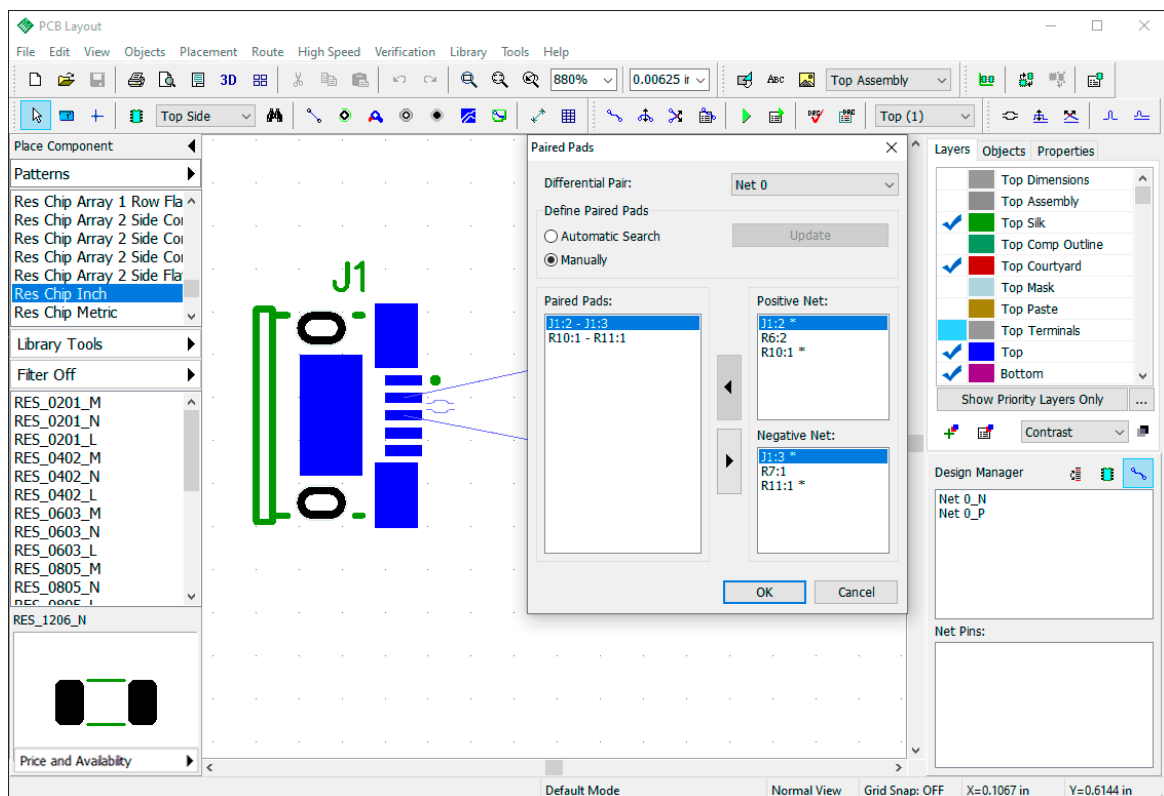 PCB Layout
File Edit View Objects Placement Route High Speed Verification Library Tools Help
3D 880% 0.00625 ir ABC Top Assembly
Top Side Top (1)
Place Component
Patterns
Res Chip Array 1 Row Fla
Res Chip Array 2 Side Co
Res Chip Array 2 Side Co
Res Chip Array 2 Side Co
Res Chip Array 2 Side Fla
Res Chip Inch
Res Chip Metric
Library Tools
Filter Off
RES_0201_M
RES_0201_N
RES_0201_L
RES_0402_M
RES_0402_N
RES_0402_L
RES_0603_M
RES_0603_N
RES_0603_L
RES_0805_M
RES_0805_N
RES_0805_L
RES_1206_N
Price and Availability
J1
Paired Pads
Differential Pair: Net 0
Define Paired Pads
Automatic Search
Update
Manually
Paired Pads:
J1:2 - J1:3
R10:1 - R11:1
Positive Net:
J1:2 *
R6:2
R10:1 *
Negative Net:
J1:3 *
R7:1
R11:1 *
OK Cancel
Layers Objects Properties
Top Dimensions
Top Assembly
Top Silk
Top Comp Outline
Top Courtyard
Top Mask
Top Paste
Top Terminals
Top
Bottom
Show Priority Layers Only ...
Contrast
Design Manager
Net 0_N
Net 0_P
Net Pins:
Default Mode Normal View Grid Snap: OFF X=0.1067 in Y=0.6144 in